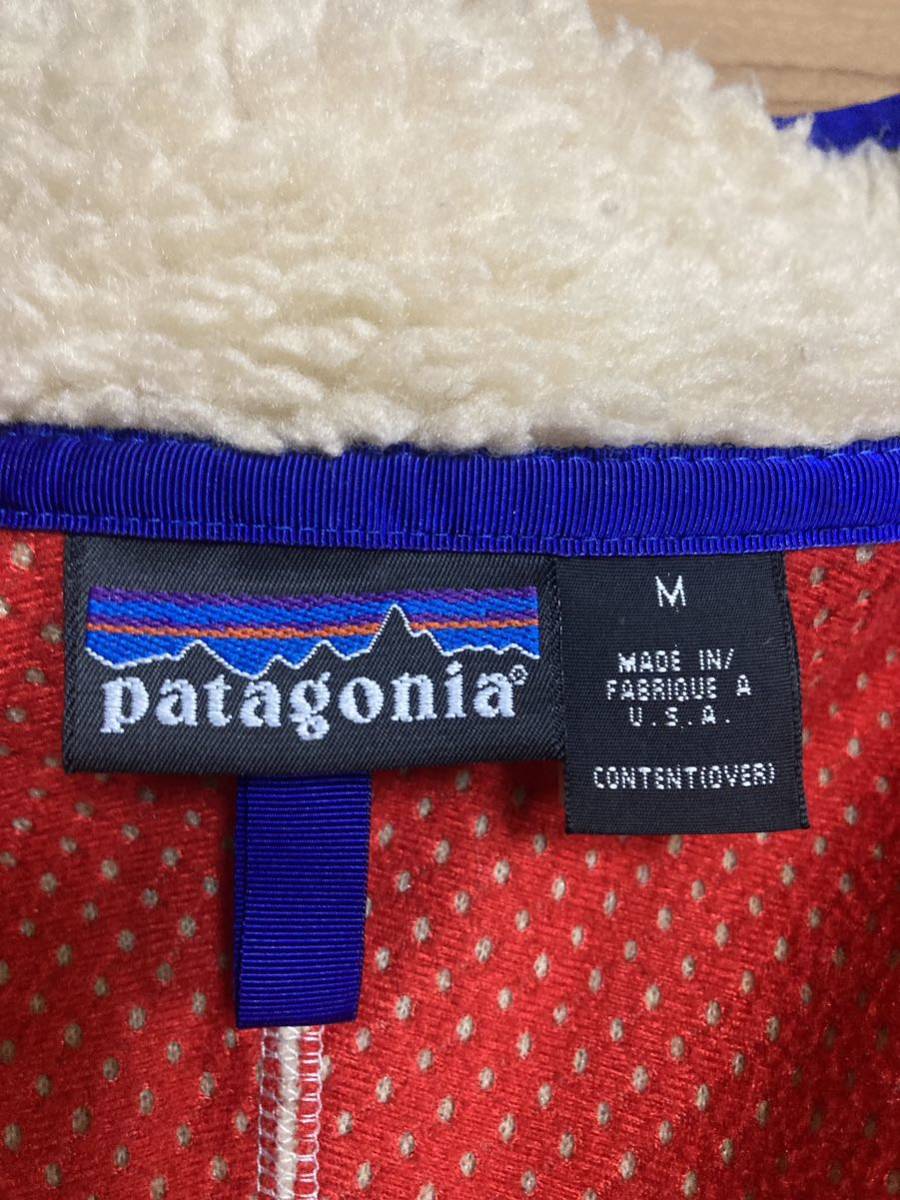 patagonia®
M
MADE IN/
FABRIQUE A
U.S.A.
CONTENT(OVER)